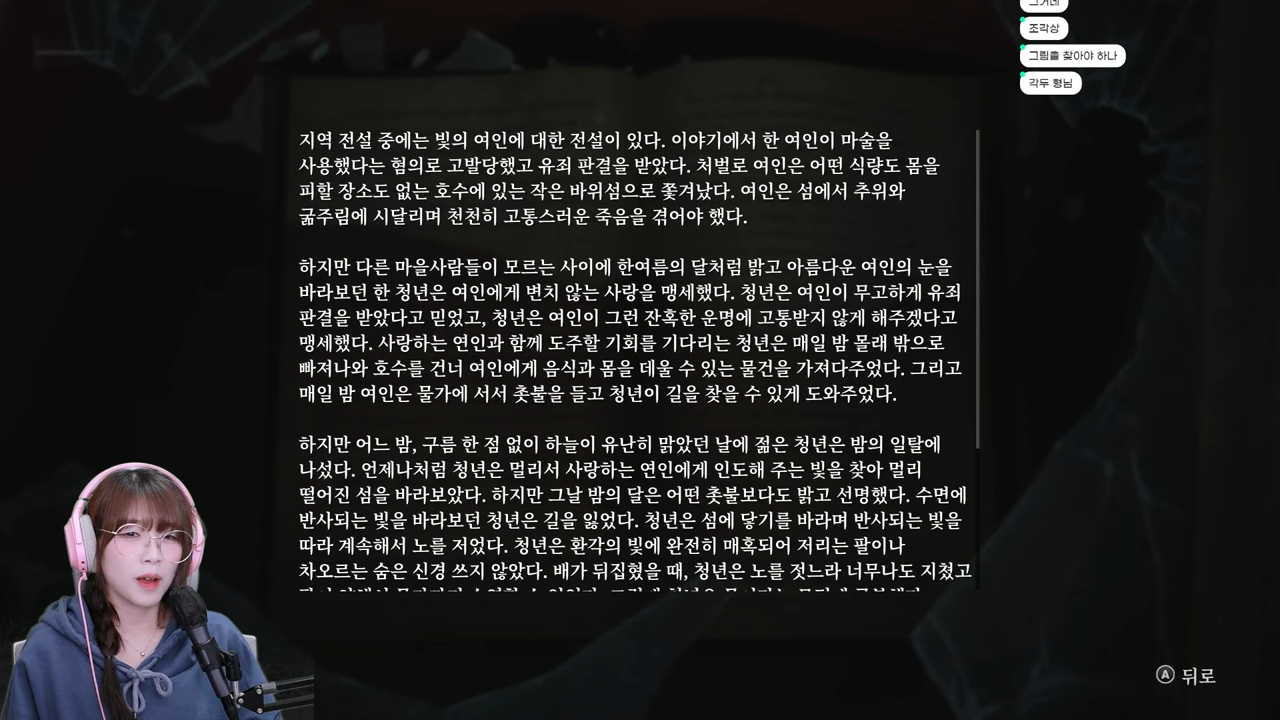 조각상
그림을 찾아야 하나
각두 형님
지역 전설 중에는 빛의 여인에 대한 전설이 있다. 이야기에서 한 여인이 마술을
사용했다는 혐의로 고발당했고 유죄 판결을 받았다. 처벌로 여인은 어떤 식량도 몸을
피할 장소도 없는 호수에 있는 작은 바위섬으로 쫓겨났다. 여인은 섬에서 추위와
굶주림에 시달리며 천천히 고통스러운 죽음을 겪어야 했다.
하지만 다른 마을사람들이 모르는 사이에 한여름의 달처럼 밝고 아름다운 여인의 눈을
바라보던 한 청년은 여인에게 변치 않는 사랑을 맹세했다. 청년은 여인이 무고하게 유죄
판결을 받았다고 믿었고, 청년은 여인이 그런 잔혹한 운명에 고통받지 않게 해주겠다고
맹세했다. 사랑하는 연인과 함께 도주할 기회를 기다리는 청년은 매일 밤 몰래 밖으로
빠져나와 호수를 건너 여인에게 음식과 몸을 데울 수 있는 물건을 가져다주었다. 그리고
매일 밤 여인은 물가에 서서 촛불을 들고 청년이 길을 찾을 수 있게 도와주었다.
하지만 어느 밤, 구름 한 점 없이 하늘이 유난히 맑았던 날에 젊은 청년은 밤의 일탈에
나섰다. 언제나처럼 청년은 멀리서 사랑하는 연인에게 인도해 주는 빛을 찾아 멀리
떨어진 섬을 바라보았다. 하지만 그날 밤의 달은 어떤 촛불보다도 밝고 선명했다. 수면에
반사되는 빛을 바라보던 청년은 길을 잃었다. 청년은 섬에 닿기를 바라며 반사되는 빛을
따라 계속해서 노를 저었다. 청년은 환각의 빛에 완전히 매혹되어 저리는 팔이나
차오르는 숨은 신경 쓰지 않았다. 배가 뒤집혔을 때, 청년은 노를 젓느라 너무나도 지쳤고
A 뒤로